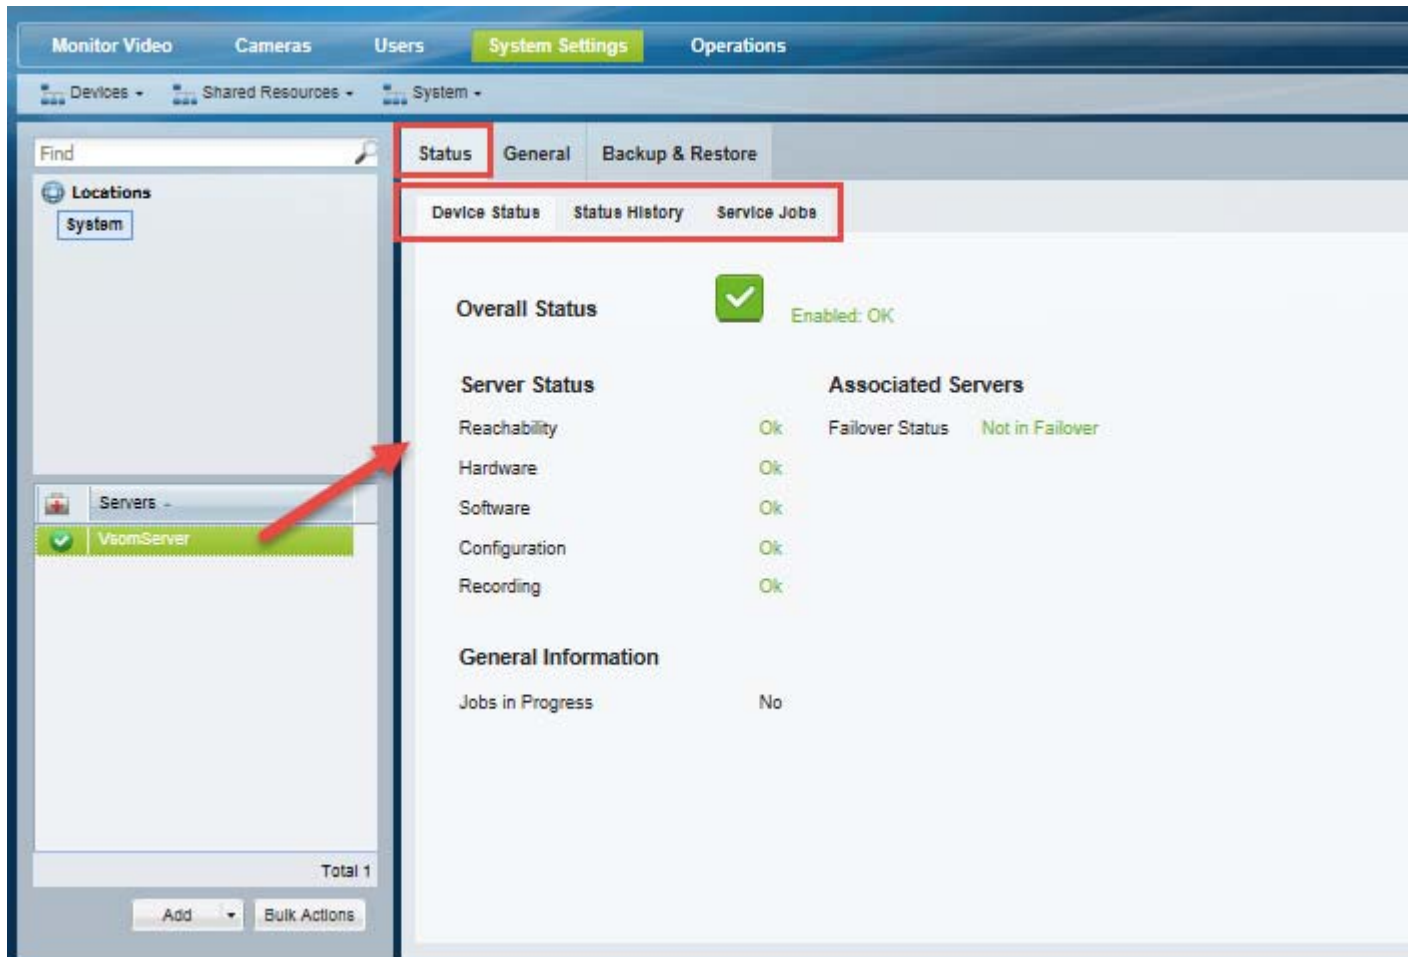 Monitor Video Cameras Users System Settings Operations
Devices Shared Resources System
Find
Locations
System
Servers
VsomServer
Total 1
Add Bulk Actions
Status General Backup & Restore
Device Status Status History Service Jobs
Overall Status Enabled: OK
Server Status Associated Servers
Reachability Ok Failover Status Not in Failover
Hardware Ok
Software Ok
Configuration Ok
Recording Ok
General Information
Jobs in Progress No